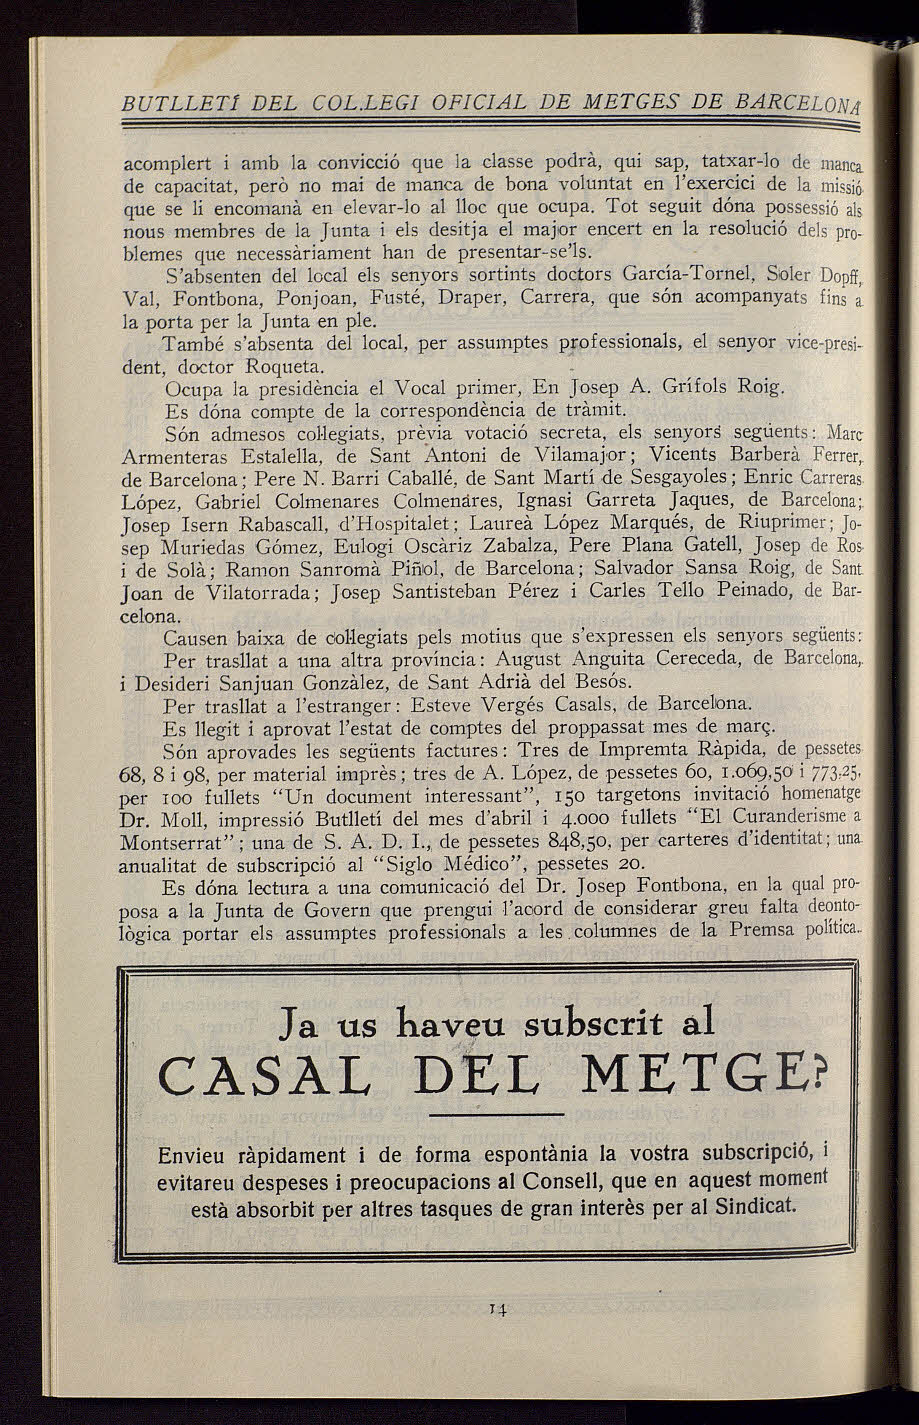 BUTLLETÍ DEL COL.LEGI OFICIAL DE METGES DE BARCELONA
acomplert i amb la convicció que la classe podrà, qui sap, tatxar-lo de manca
de capacitat, però no mai de manca de bona voluntat en l'exercici de la missió
que se li encomanà en elevar-lo al lloc que ocupa. Tot seguit dóna possessió als
nous membres de la Junta i els desitja el major encert en la resolució dels pro-
blemes que necessàriament han de presentar-se'ls.
S'absenten del local els senyors sortints doctors García-Tornel, Soler Dopff,
Val, Fontbona, Ponjoan, Fusté, Draper, Carrera, que són acompanyats fins a
la porta per la Junta en ple.
També s'absenta del local, per assumptes professionals, el senyor vice-presi-
dent, doctor Roqueta.
Ocupa la presidència el Vocal primer, En Josep A. Grífols Roig.
Es dóna compte de la correspondència de tràmit.
Són admesos col·legiats, prèvia votació secreta, els senyors següents: Marc
Armenteras Estalella, de Sant Antoni de Vilamajor; Vicents Barberà Ferrer,
de Barcelona; Pere N. Barri Caballé, de Sant Martí de Sesgayoles; Enric Carreras
López, Gabriel Colmenares Colmenares, Ignasi Garreta Jaques, de Barcelona;
Josep Isern Rabascall, d'Hospitalet; Laureà López Marqués, de Riuprimer; Jo-
sep Muriedas Gómez, Eulogi Oscàriz Zabalza, Pere Plana Gatell, Josep de Ros
i de Solà; Ramon Sanromà Piñol, de Barcelona; Salvador Sansa Roig, de Sant
Joan de Vilatorrada; Josep Santisteban Pérez i Carles Tello Peinado, de Bar-
celona.
Causen baixa de col·legiats pels motius que s'expressen els senyors següents:
Per trasllat a una altra província: August Anguita Cereceda, de Barcelona,
i Desideri Sanjuan Gonzàlez, de Sant Adrià del Besós.
Per trasllat a l'estranger: Esteve Vergés Casals, de Barcelona.
Es llegit i aprovat l'estat de comptes del proppassat mes de març.
Són aprovades les següents factures: Tres de Impremta Ràpida, de pessetes
68, 8 i 98, per material imprès; tres de A. López, de pessetes 60, 1.069,50 i 773,25,
per 100 fullets "Un document interessant", 150 targetons invitació homenatge
Dr. Moll, impressió Butlletí del mes d'abril i 4.000 fullets "El Curanderisme a
Montserrat"; una de S. A. D. I., de pessetes 848,50, per carteres d'identitat; una
anualitat de subscripció al "Siglo Médico", pessetes 20.
Es dóna lectura a una comunicació del Dr. Josep Fontbona, en la qual pro-
posa a la Junta de Govern que prengui l'acord de considerar greu falta deonto-
lògica portar els assumptes professionals a les columnes de la Premsa política.
Ja us haveu subscrit al
CASAL DEL METGE?
Envieu ràpidament i de forma espontània la vostra subscripció, i
evitareu despeses i preocupacions al Consell, que en aquest moment
està absorbit per altres tasques de gran interès per al Sindicat.
14